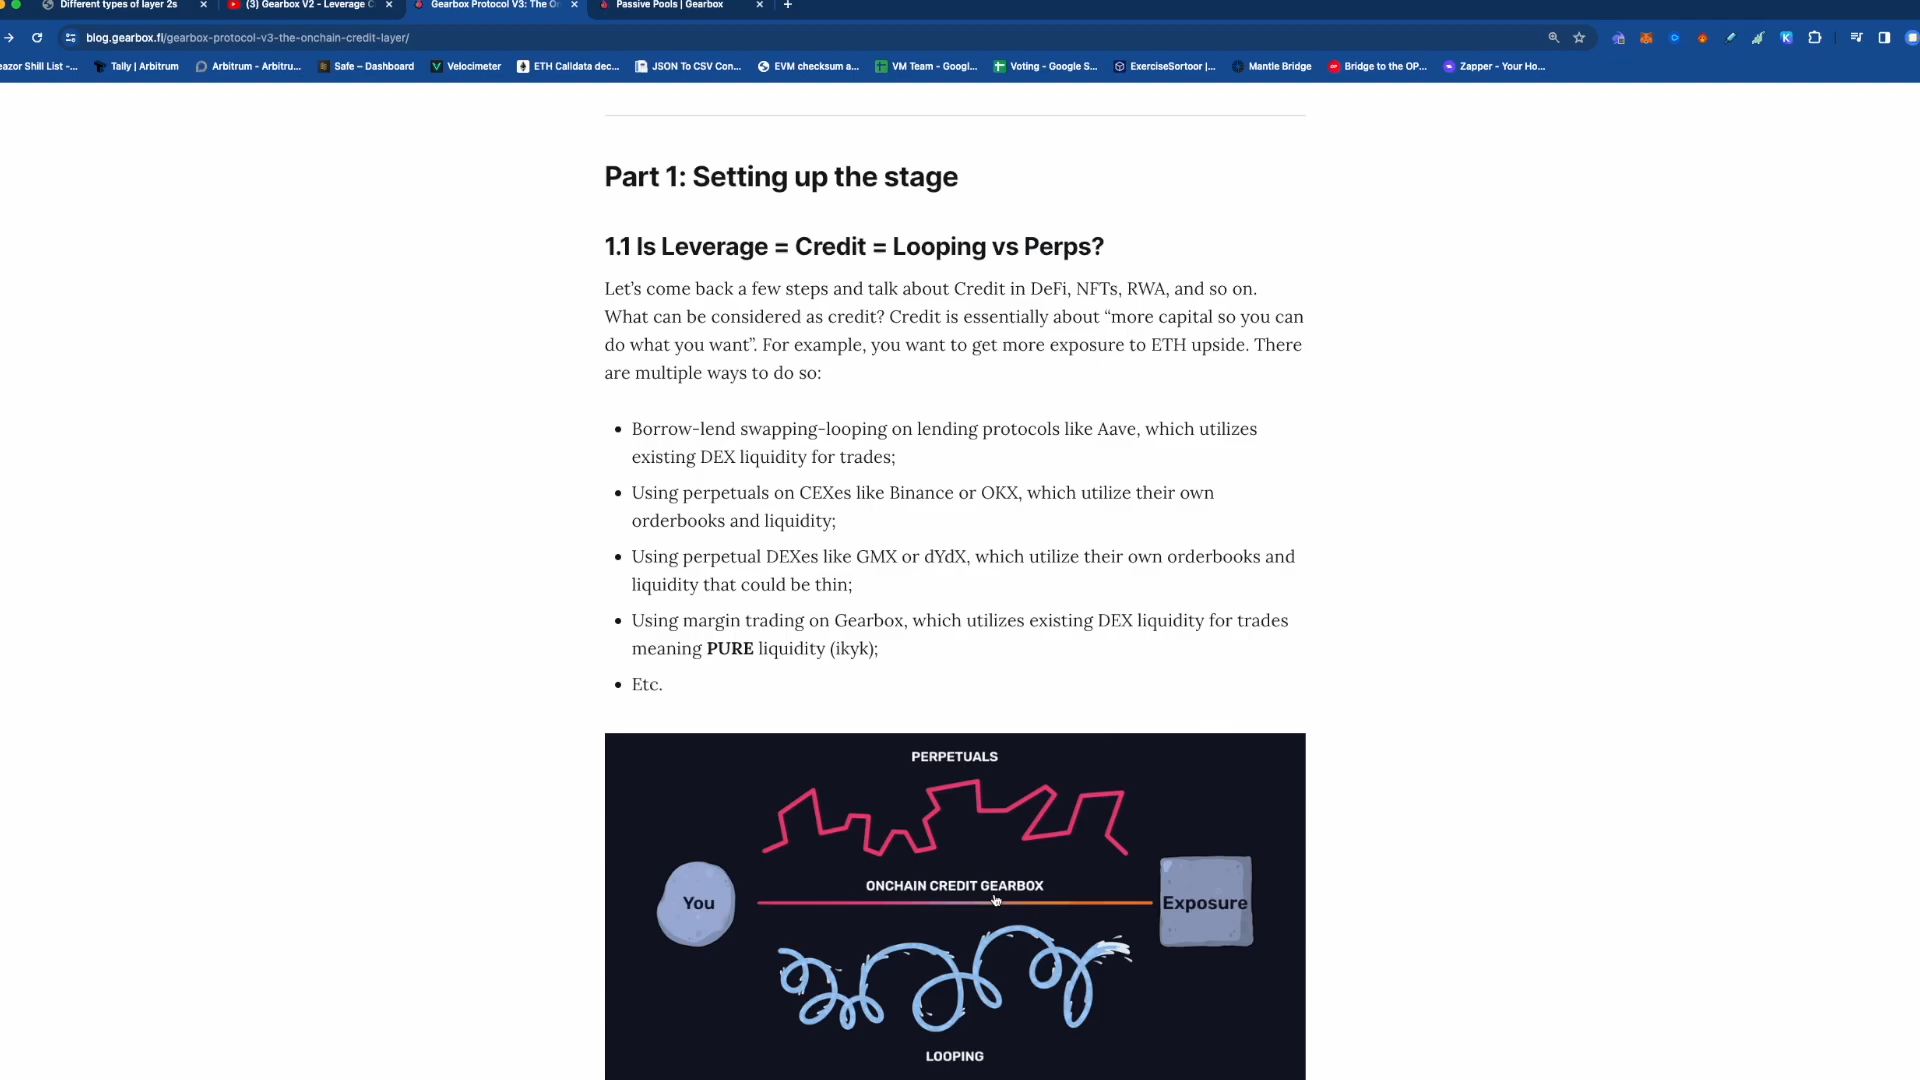 Different types of layer 2s
(3) Gearbox V2 - Leverage C
Gearbox Protocol V3: The On
Passive Pools | Gearbox
blog.gearbox.fi/gearbox-protocol-v3-the-onchain-credit-layer/
eazor Shill List -...
Tally | Arbitrum
Arbitrum - Arbitru...
Safe – Dashboard
Velocimeter
ETH Calldata dec...
JSON To CSV Con...
EVM checksum a...
VM Team - Googl...
Voting - Google S...
ExerciseSortoor |...
Mantle Bridge
Bridge to the OP...
Zapper - Your Ho...
Part 1: Setting up the stage
1.1 Is Leverage = Credit = Looping vs Perps?
Let’s come back a few steps and talk about Credit in DeFi, NFTs, RWA, and so on.
What can be considered as credit? Credit is essentially about “more capital so you can
do what you want”. For example, you want to get more exposure to ETH upside. There
are multiple ways to do so:
• Borrow-lend swapping-looping on lending protocols like Aave, which utilizes
existing DEX liquidity for trades;
• Using perpetuals on CEXes like Binance or OKX, which utilize their own
orderbooks and liquidity;
• Using perpetual DEXes like GMX or dYdX, which utilize their own orderbooks and
liquidity that could be thin;
• Using margin trading on Gearbox, which utilizes existing DEX liquidity for trades
meaning PURE liquidity (ikyk);
• Etc.
PERPETUALS
ONCHAIN CREDIT GEARBOX
You
Exposure
LOOPING